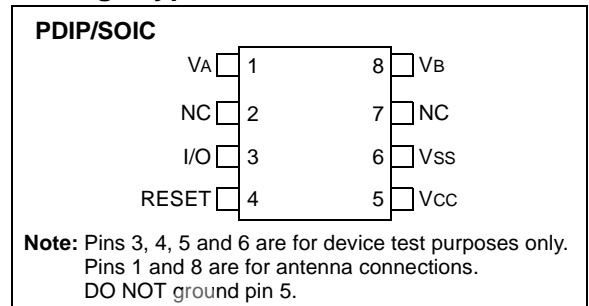 PDIP/SOIC
VA 1 8 VB
NC 2 7 NC
I/O 3 6 VSS
RESET 4 5 VCC
Note: Pins 3, 4, 5 and 6 are for device test purposes only.
Pins 1 and 8 are for antenna connections.
DO NOT ground pin 5.